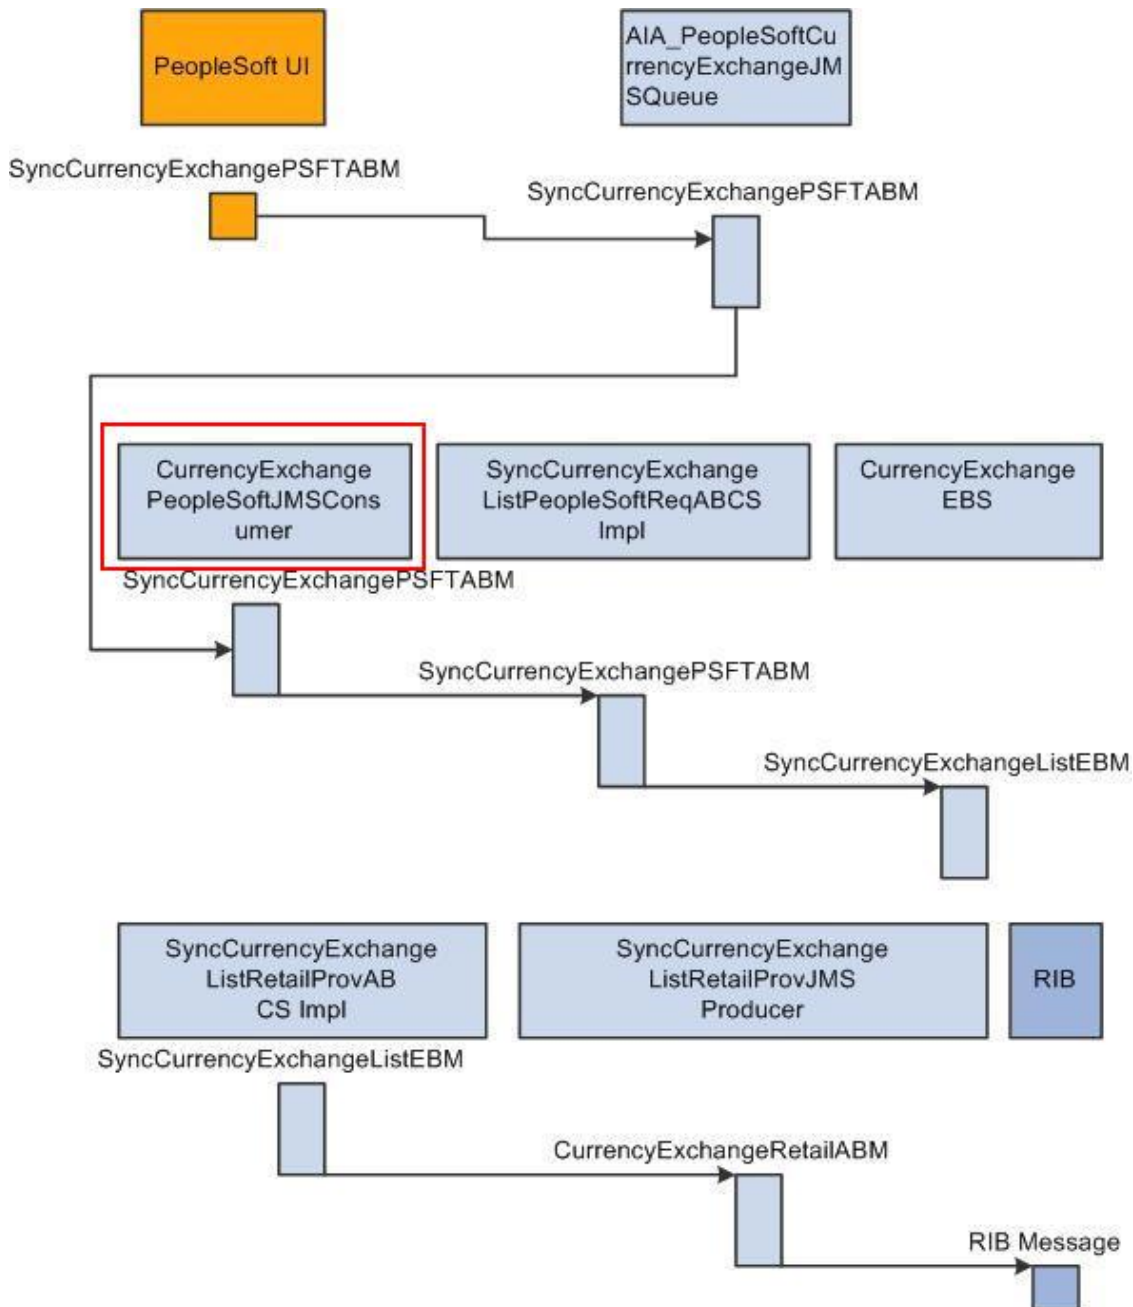 PeopleSoft UI
AIA_PeopleSoftCu
rrencyExchangeJM
SQueue
SyncCurrencyExchangePSFTABM
SyncCurrencyExchangePSFTABM
CurrencyExchange
PeopleSoftJMSCons
umer
SyncCurrencyExchange
ListPeopleSoftReqABCS
Impl
CurrencyExchange
EBS
SyncCurrencyExchangePSFTABM
SyncCurrencyExchangePSFTABM
SyncCurrencyExchangeListEBM
SyncCurrencyExchange
ListRetailProvAB
CS Impl
SyncCurrencyExchange
ListRetailProvJMS
Producer
RIB
SyncCurrencyExchangeListEBM
CurrencyExchangeRetailABM
RIB Message